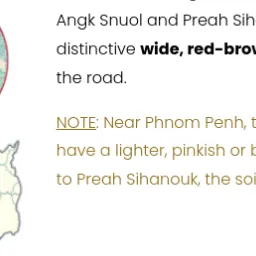 Angk Snuol and Preah Sih
distinctive wide, red-brow
the road.
NOTE: Near Phnom Penh, t
have a lighter, pinkish or b
to Preah Sihanouk, the soi